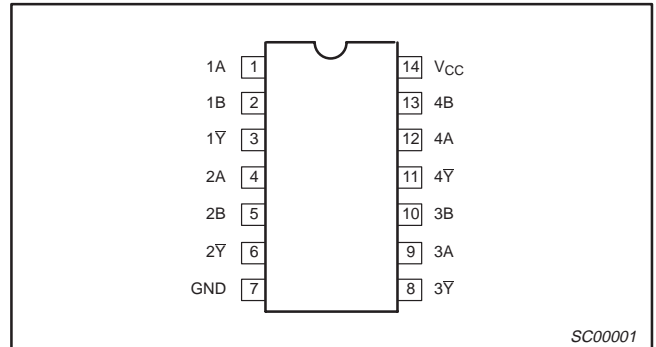 1A 1 14 VCC
1B 2 13 4B
1Y̅ 3 12 4A
2A 4 11 4Y̅
2B 5 10 3B
2Y̅ 6 9 3A
GND 7 8 3Y̅
SC00001